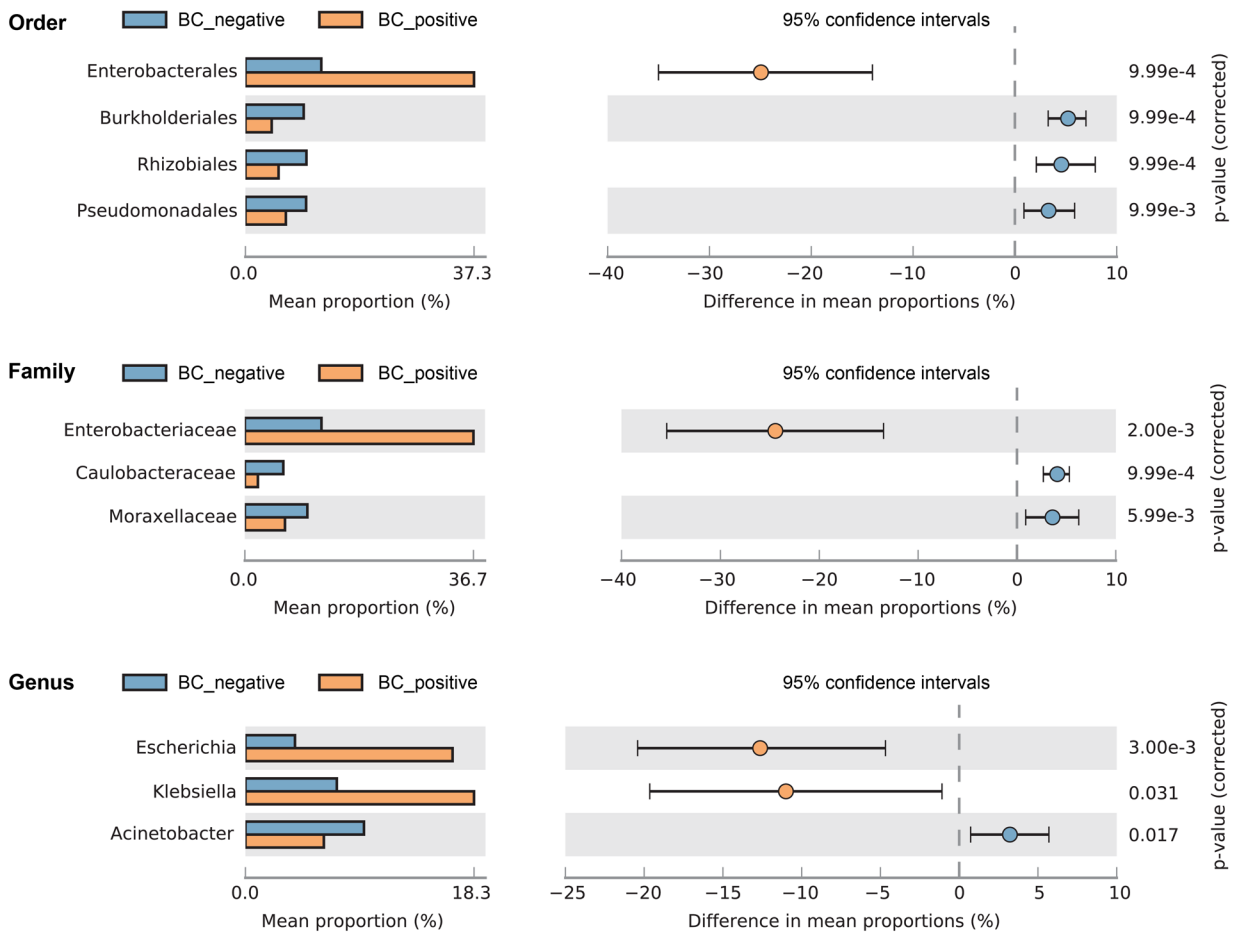 Order BC_negative BC_positive 95% confidence intervals
Enterobacterales 9.99e-4
Burkholderiales 9.99e-4
Rhizobiales 9.99e-4
Pseudomonadales 9.99e-3
p-value (corrected)
0.0 37.3 −40 −30 −20 −10 0 10
Mean proportion (%) Difference in mean proportions (%)
Family BC_negative BC_positive 95% confidence intervals
Enterobacteriaceae 2.00e-3
Caulobacteraceae 9.99e-4
Moraxellaceae 5.99e-3
p-value (corrected)
0.0 36.7 −40 −30 −20 −10 0 10
Mean proportion (%) Difference in mean proportions (%)
Genus BC_negative BC_positive 95% confidence intervals
Escherichia 3.00e-3
Klebsiella 0.031
Acinetobacter 0.017
p-value (corrected)
0.0 18.3 −25 −20 −15 −10 −5 0 5 10
Mean proportion (%) Difference in mean proportions (%)